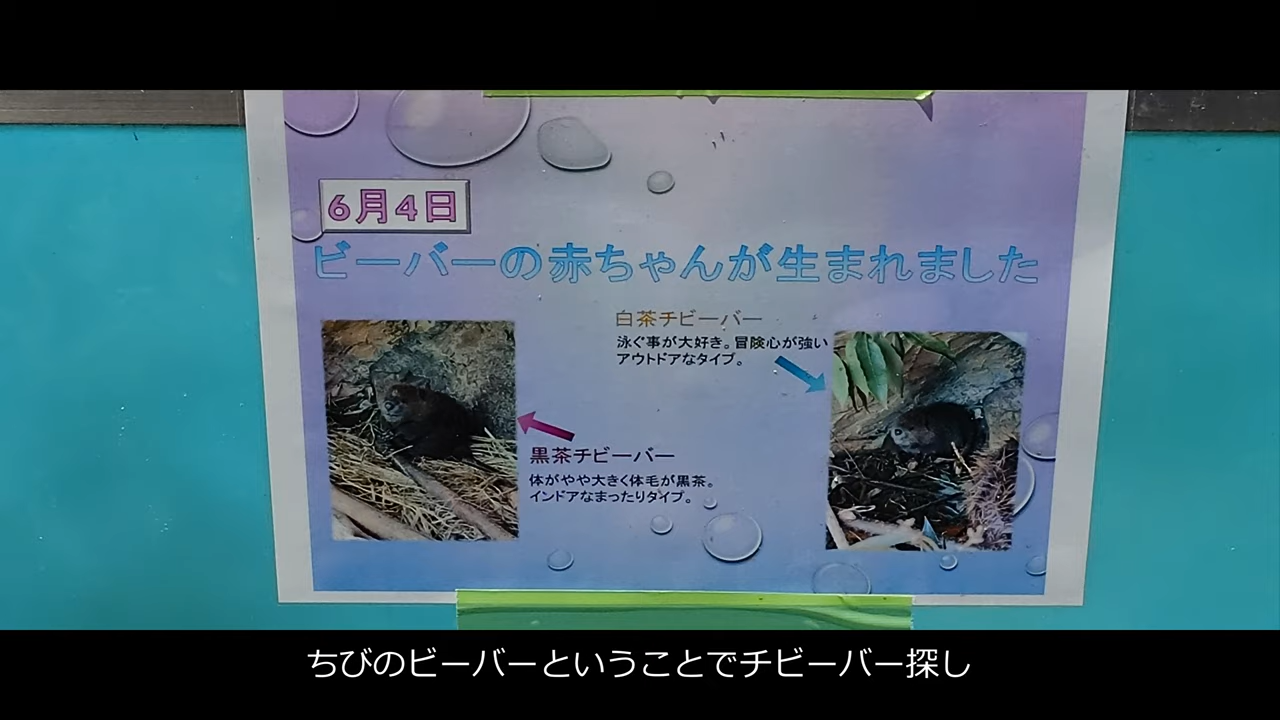 6月4日
ビーバーの赤ちゃんが生まれました
白茶チビーバー
泳ぐ事が大好き。冒険心が強い
アウトドアなタイプ。
黒茶チビーバー
体がやや大きく体毛が黒茶。
インドアなまったりタイプ。
ちびのビーバーということでチビーバー探し